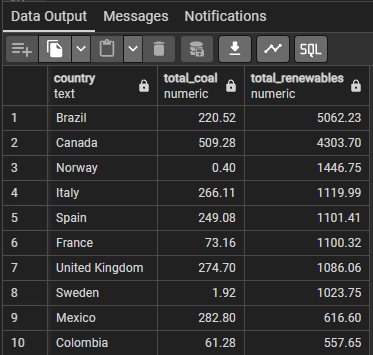 Data Output Messages Notifications
SQL
country total_coal total_renewables
text numeric numeric
1 Brazil 220.52 5062.23
2 Canada 509.28 4303.70
3 Norway 0.40 1446.75
4 Italy 266.11 1119.99
5 Spain 249.08 1101.41
6 France 73.16 1100.32
7 United Kingdom 274.70 1086.06
8 Sweden 1.92 1023.75
9 Mexico 282.80 616.60
10 Colombia 61.28 557.65